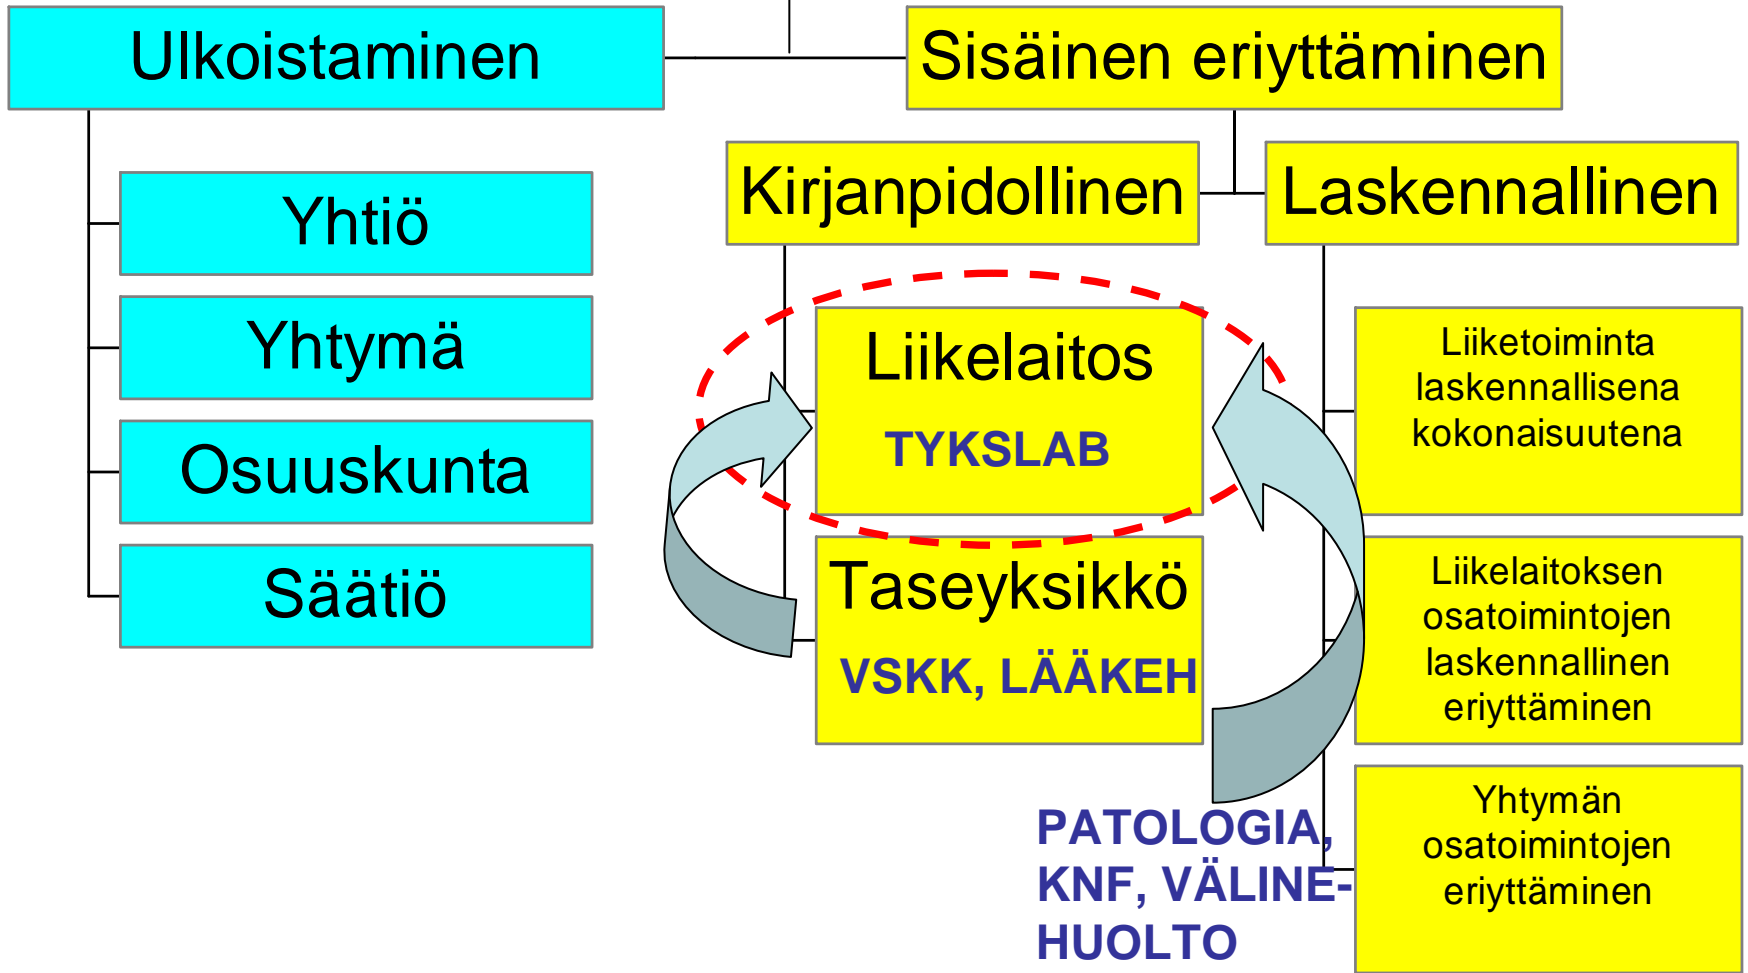 Ulkoistaminen
Sisäinen eriyttäminen
Yhtiö
Yhtymä
Osuuskunta
Säätiö
Kirjanpidollinen
Laskennallinen
Liikelaitos
TYKSLAB
Taseyksikkö
VSKK, LÄÄKEH
PATOLOGIA,
KNF, VÄLINE-
HUOLTO
Liiketoiminta
laskennallisena
kokonaisuutena
Liikelaitoksen
osatoimintojen
laskennallinen
eriyttäminen
Yhtymän
osatoimintojen
eriyttäminen